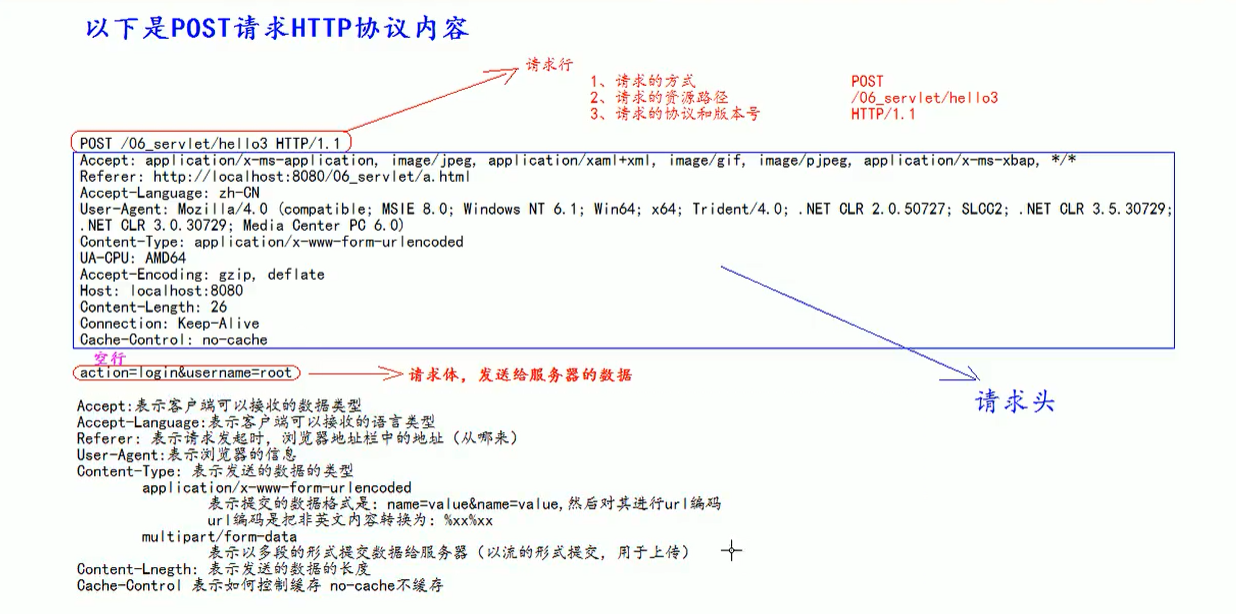 以下是POST请求HTTP协议内容
请求行
1、请求的方式 POST
2、请求的资源路径 /06_servlet/hello3
3、请求的协议和版本号 HTTP/1.1
POST /06_servlet/hello3 HTTP/1.1
Accept: application/x-ms-application, image/jpeg, application/xaml+xml, image/gif, image/pjpeg, application/x-ms-xbap, */*
Referer: http://localhost:8080/06_servlet/a.html
Accept-Language: zh-CN
User-Agent: Mozilla/4.0 (compatible; MSIE 8.0; Windows NT 6.1; Win64; x64; Trident/4.0; .NET CLR 2.0.50727; SLCC2; .NET CLR 3.5.30729;
.NET CLR 3.0.30729; Media Center PC 6.0)
Content-Type: application/x-www-form-urlencoded
UA-CPU: AMD64
Accept-Encoding: gzip, deflate
Host: localhost:8080
Content-Length: 26
Connection: Keep-Alive
Cache-Control: no-cache
空行
action=login&username=root
请求体，发送给服务器的数据
请求头
Accept:表示客户端可以接收的数据类型
Accept-Language:表示客户端可以接收的语言类型
Referer: 表示请求发起时，浏览器地址栏中的地址（从哪来）
User-Agent:表示浏览器的信息
Content-Type: 表示发送的数据的类型
application/x-www-form-urlencoded
表示提交的数据格式是: name=value&name=value,然后对其进行url编码
url编码是把非英文内容转换为: %xx%xx
multipart/form-data
表示以多段的形式提交数据给服务器（以流的形式提交，用于上传）
Content-Lnegth: 表示发送的数据的长度
Cache-Control 表示如何控制缓存 no-cache不缓存